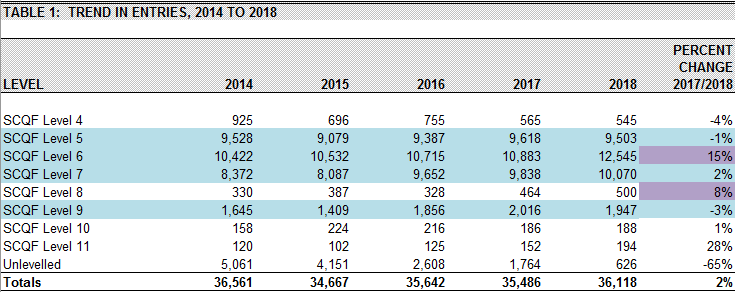 TABLE 1: TREND IN ENTRIES, 2014 TO 2018
PERCENT
CHANGE
LEVEL 2014 2015 2016 2017 2018 2017/2018
SCQF Level 4 925 696 755 565 545 -4%
SCQF Level 5 9,528 9,079 9,387 9,618 9,503 -1%
SCQF Level 6 10,422 10,532 10,715 10,883 12,545 15%
SCQF Level 7 8,372 8,087 9,652 9,838 10,070 2%
SCQF Level 8 330 387 328 464 500 8%
SCQF Level 9 1,645 1,409 1,856 2,016 1,947 -3%
SCQF Level 10 158 224 216 186 188 1%
SCQF Level 11 120 102 125 152 194 28%
Unlevelled 5,061 4,151 2,608 1,764 626 -65%
Totals 36,561 34,667 35,642 35,486 36,118 2%